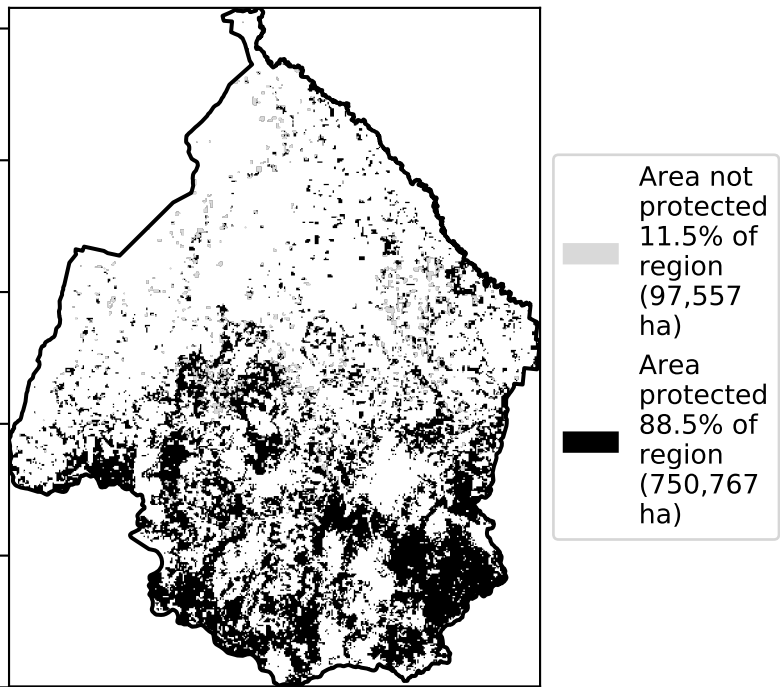 Area not
protected
11.5% of
region
(97,557
ha)
Area
protected
88.5% of
region
(750,767
ha)